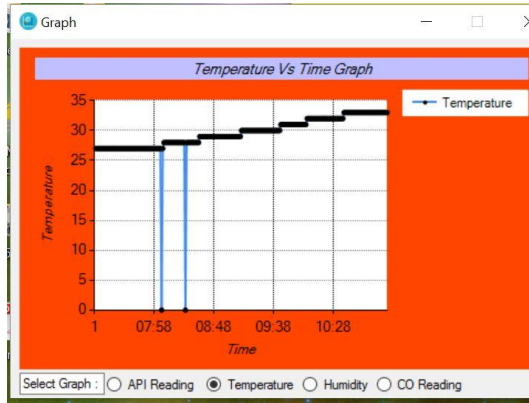 Graph
Temperature Vs Time Graph
Temperature
35
30
25
20
15
10
5
0
Temperature
1 07:58 08:48 09:38 10:28
Time
Select Graph : API Reading Temperature Humidity CO Reading